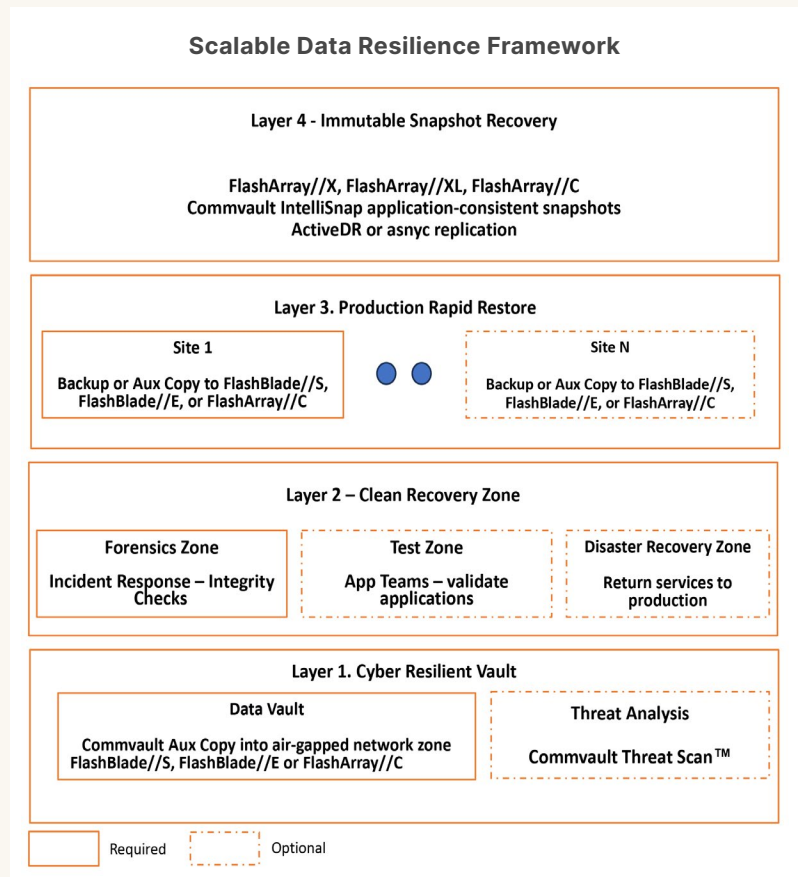 Scalable Data Resilience Framework
Layer 4 - Immutable Snapshot Recovery
FlashArray//X, FlashArray//XL, FlashArray//C
Commvault IntelliSnap application-consistent snapshots
ActiveDR or asnyc replication
Layer 3. Production Rapid Restore
Site 1
Backup or Aux Copy to FlashBlade//S,
FlashBlade//E, or FlashArray//C
Site N
Backup or Aux Copy to FlashBlade//S,
FlashBlade//E, or FlashArray//C
Layer 2 – Clean Recovery Zone
Forensics Zone
Incident Response – Integrity
Checks
Test Zone
App Teams – validate
applications
Disaster Recovery Zone
Return services to
production
Layer 1. Cyber Resilient Vault
Data Vault
Commvault Aux Copy into air-gapped network zone
FlashBlade//S, FlashBlade//E or FlashArray//C
Threat Analysis
Commvault Threat Scan™
Required
Optional